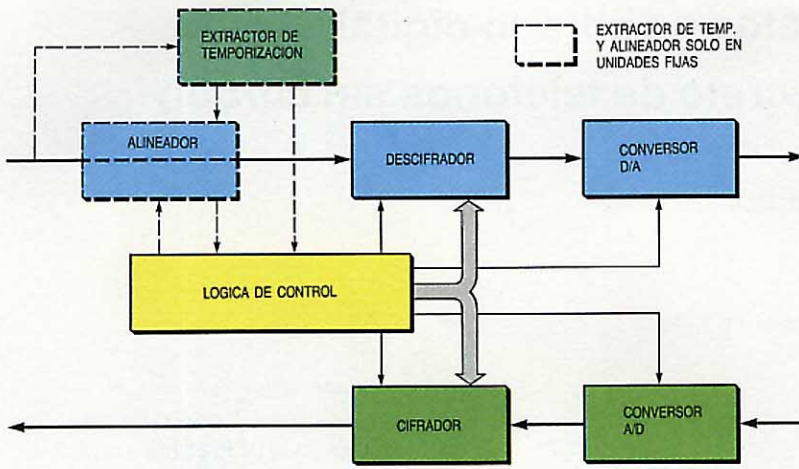 EXTRACTOR DE
TEMPORIZACION
EXTRACTOR DE TEMP.
Y ALINEADOR SOLO EN
UNIDADES FIJAS
ALINEADOR
DESCIFRADOR
CONVERSOR
D/A
LOGICA DE CONTROL
CIFRADOR
CONVERSOR
A/D